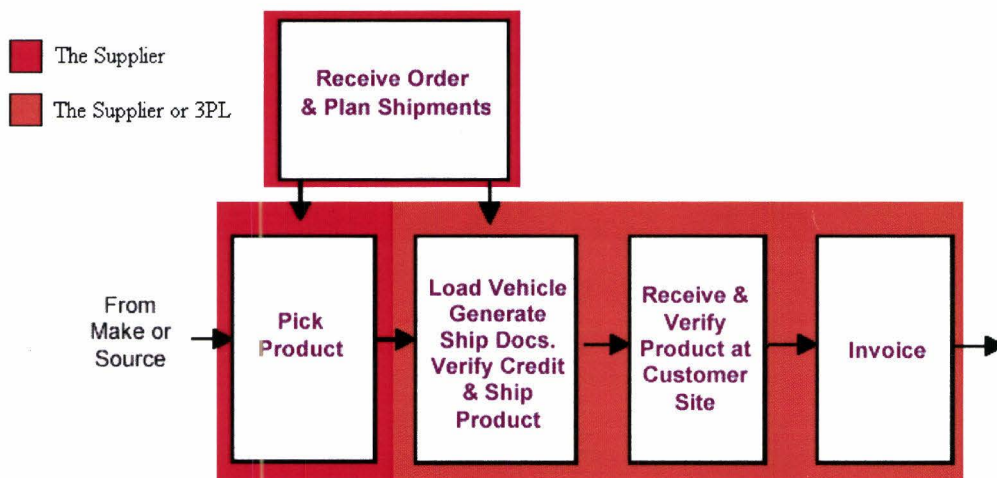 The Supplier
The Supplier or 3PL
Receive Order
& Plan Shipments
From
Make or
Source
Pick
Product
Load Vehicle
Generate
Ship Docs.
Verify Credit
& Ship
Product
Receive &
Verify
Product at
Customer
Site
Invoice